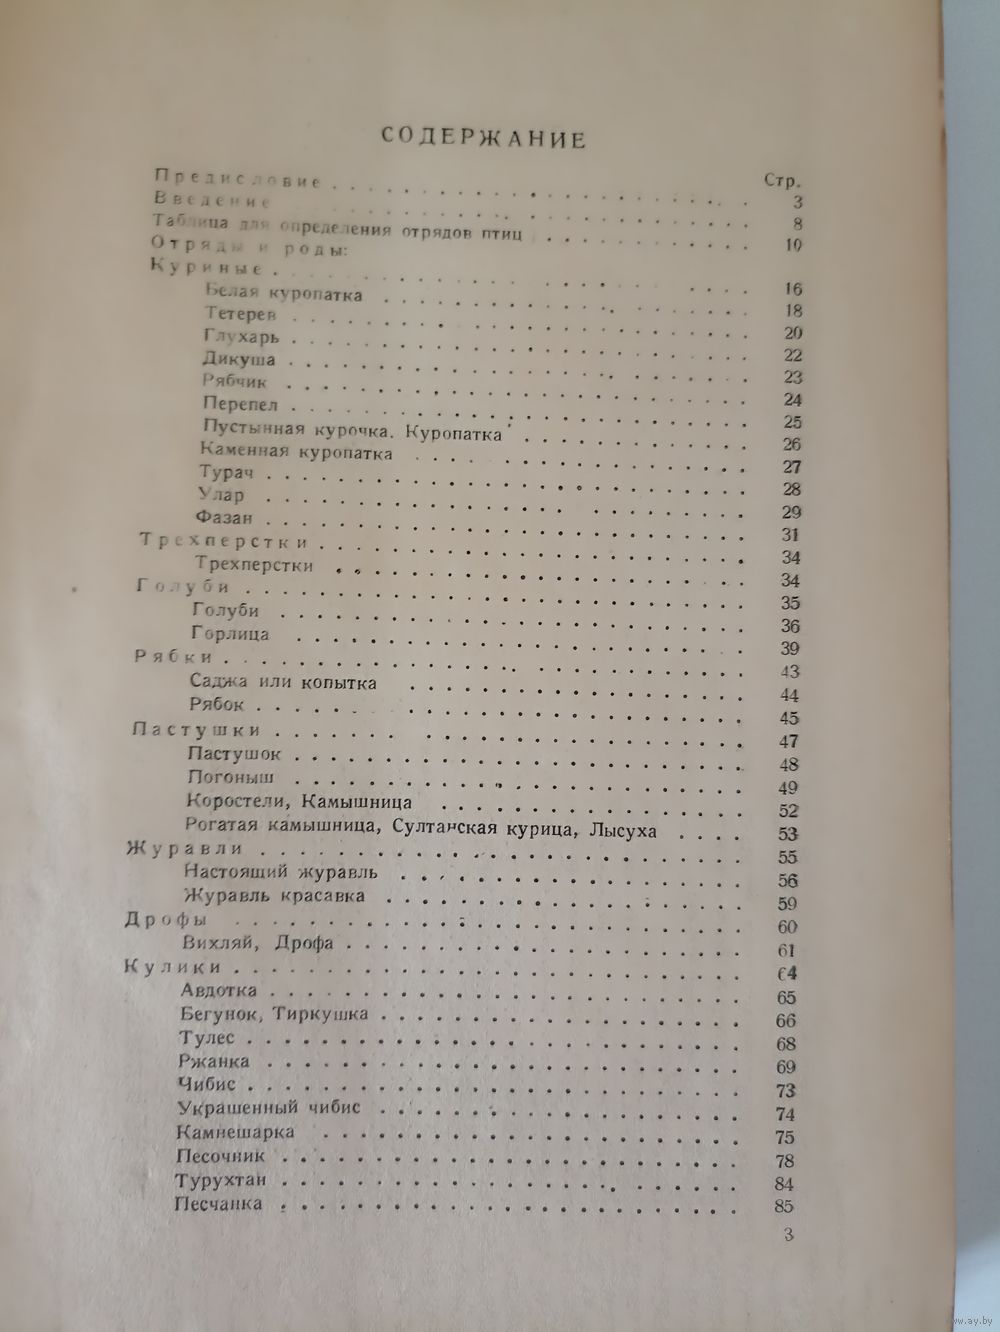 СОДЕРЖАНИЕ
Стр.
Предисловие . . . . . 3
Введение . . . . . 8
Таблица для определения отрядов птиц . . . . . 10
Отряды и роды:
Куриные . . . . . 16
Белая куропатка . . . . . 18
Тетерев . . . . . 20
Глухарь . . . . . 22
Дикуша . . . . . 23
Рябчик . . . . . 24
Перепел . . . . . 25
Пустынная курочка. Куропатка . . . . . 26
Каменная куропатка . . . . . 27
Турач . . . . . 28
Улар . . . . . 29
Фазан . . . . . 31
Трехперстки . . . . . 34
Трехперстки . . . . . 34
Голуби . . . . . 35
Голуби . . . . . 36
Горлица . . . . . 39
Рябки . . . . . 43
Саджа или копытка . . . . . 44
Рябок . . . . . 45
Пастушки . . . . . 47
Пастушок . . . . . 48
Погоныш . . . . . 49
Коростели, Камышница . . . . . 52
Рогатая камышница, Султанская курица, Лысуха . . . . 53
Журавли . . . . . 55
Настоящий журавль . . . . . 56
Журавль красавка . . . . . 59
Дрофы . . . . . 60
Вихляй, Дрофа . . . . . 61
Кулики . . . . . 64
Авдотка . . . . . 65
Бегунок, Тиркушка . . . . . 66
Тулес . . . . . 68
Ржанка . . . . . 69
Чибис . . . . . 73
Украшенный чибис . . . . . 74
Камнешарка . . . . . 75
Песочник . . . . . 78
Турухтан . . . . . 84
Песчанка . . . . . 85
3
www.ay.by